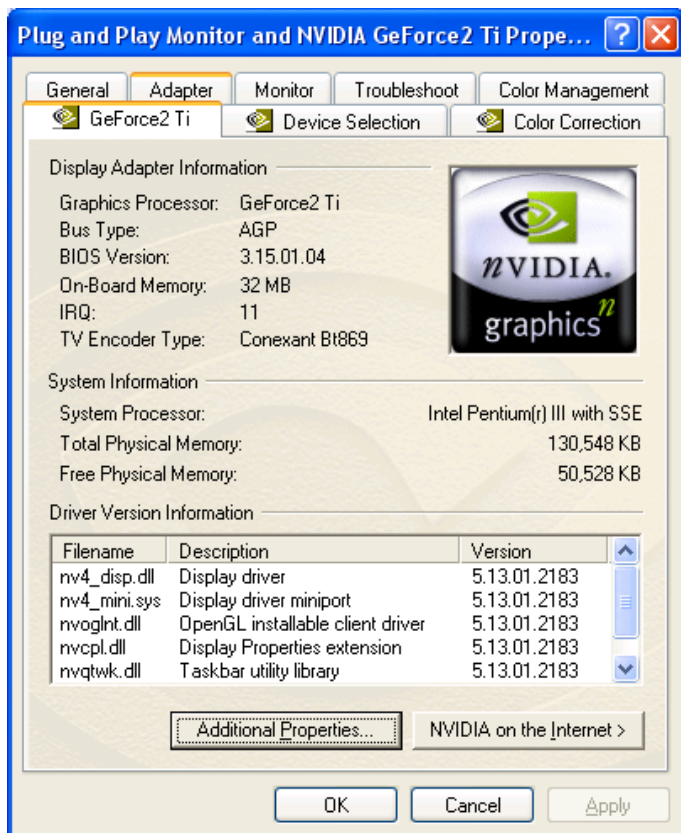 Plug and Play Monitor and NVIDIA GeForce2 Ti Prope... ?
General Adapter Monitor Troubleshoot Color Management
GeForce2 Ti Device Selection Color Correction
Display Adapter Information
Graphics Processor: GeForce2 Ti
Bus Type: AGP
BIOS Version: 3.15.01.04
On-Board Memory: 32 MB
IRQ: 11
TV Encoder Type: Conexant Bt869
nVIDIA.
graphics n
System Information
System Processor: Intel Pentium(r) III with SSE
Total Physical Memory: 130,548 KB
Free Physical Memory: 50,528 KB
Driver Version Information
Filename Description Version
nv4_disp.dll Display driver 5.13.01.2183
nv4_mini.sys Display driver miniport 5.13.01.2183
nvoglnt.dll OpenGL installable client driver 5.13.01.2183
nvcpl.dll Display Properties extension 5.13.01.2183
nvqtwk.dll Taskbar utility library 5.13.01.2183
Additional Properties... NVIDIA on the Internet >
OK Cancel Apply